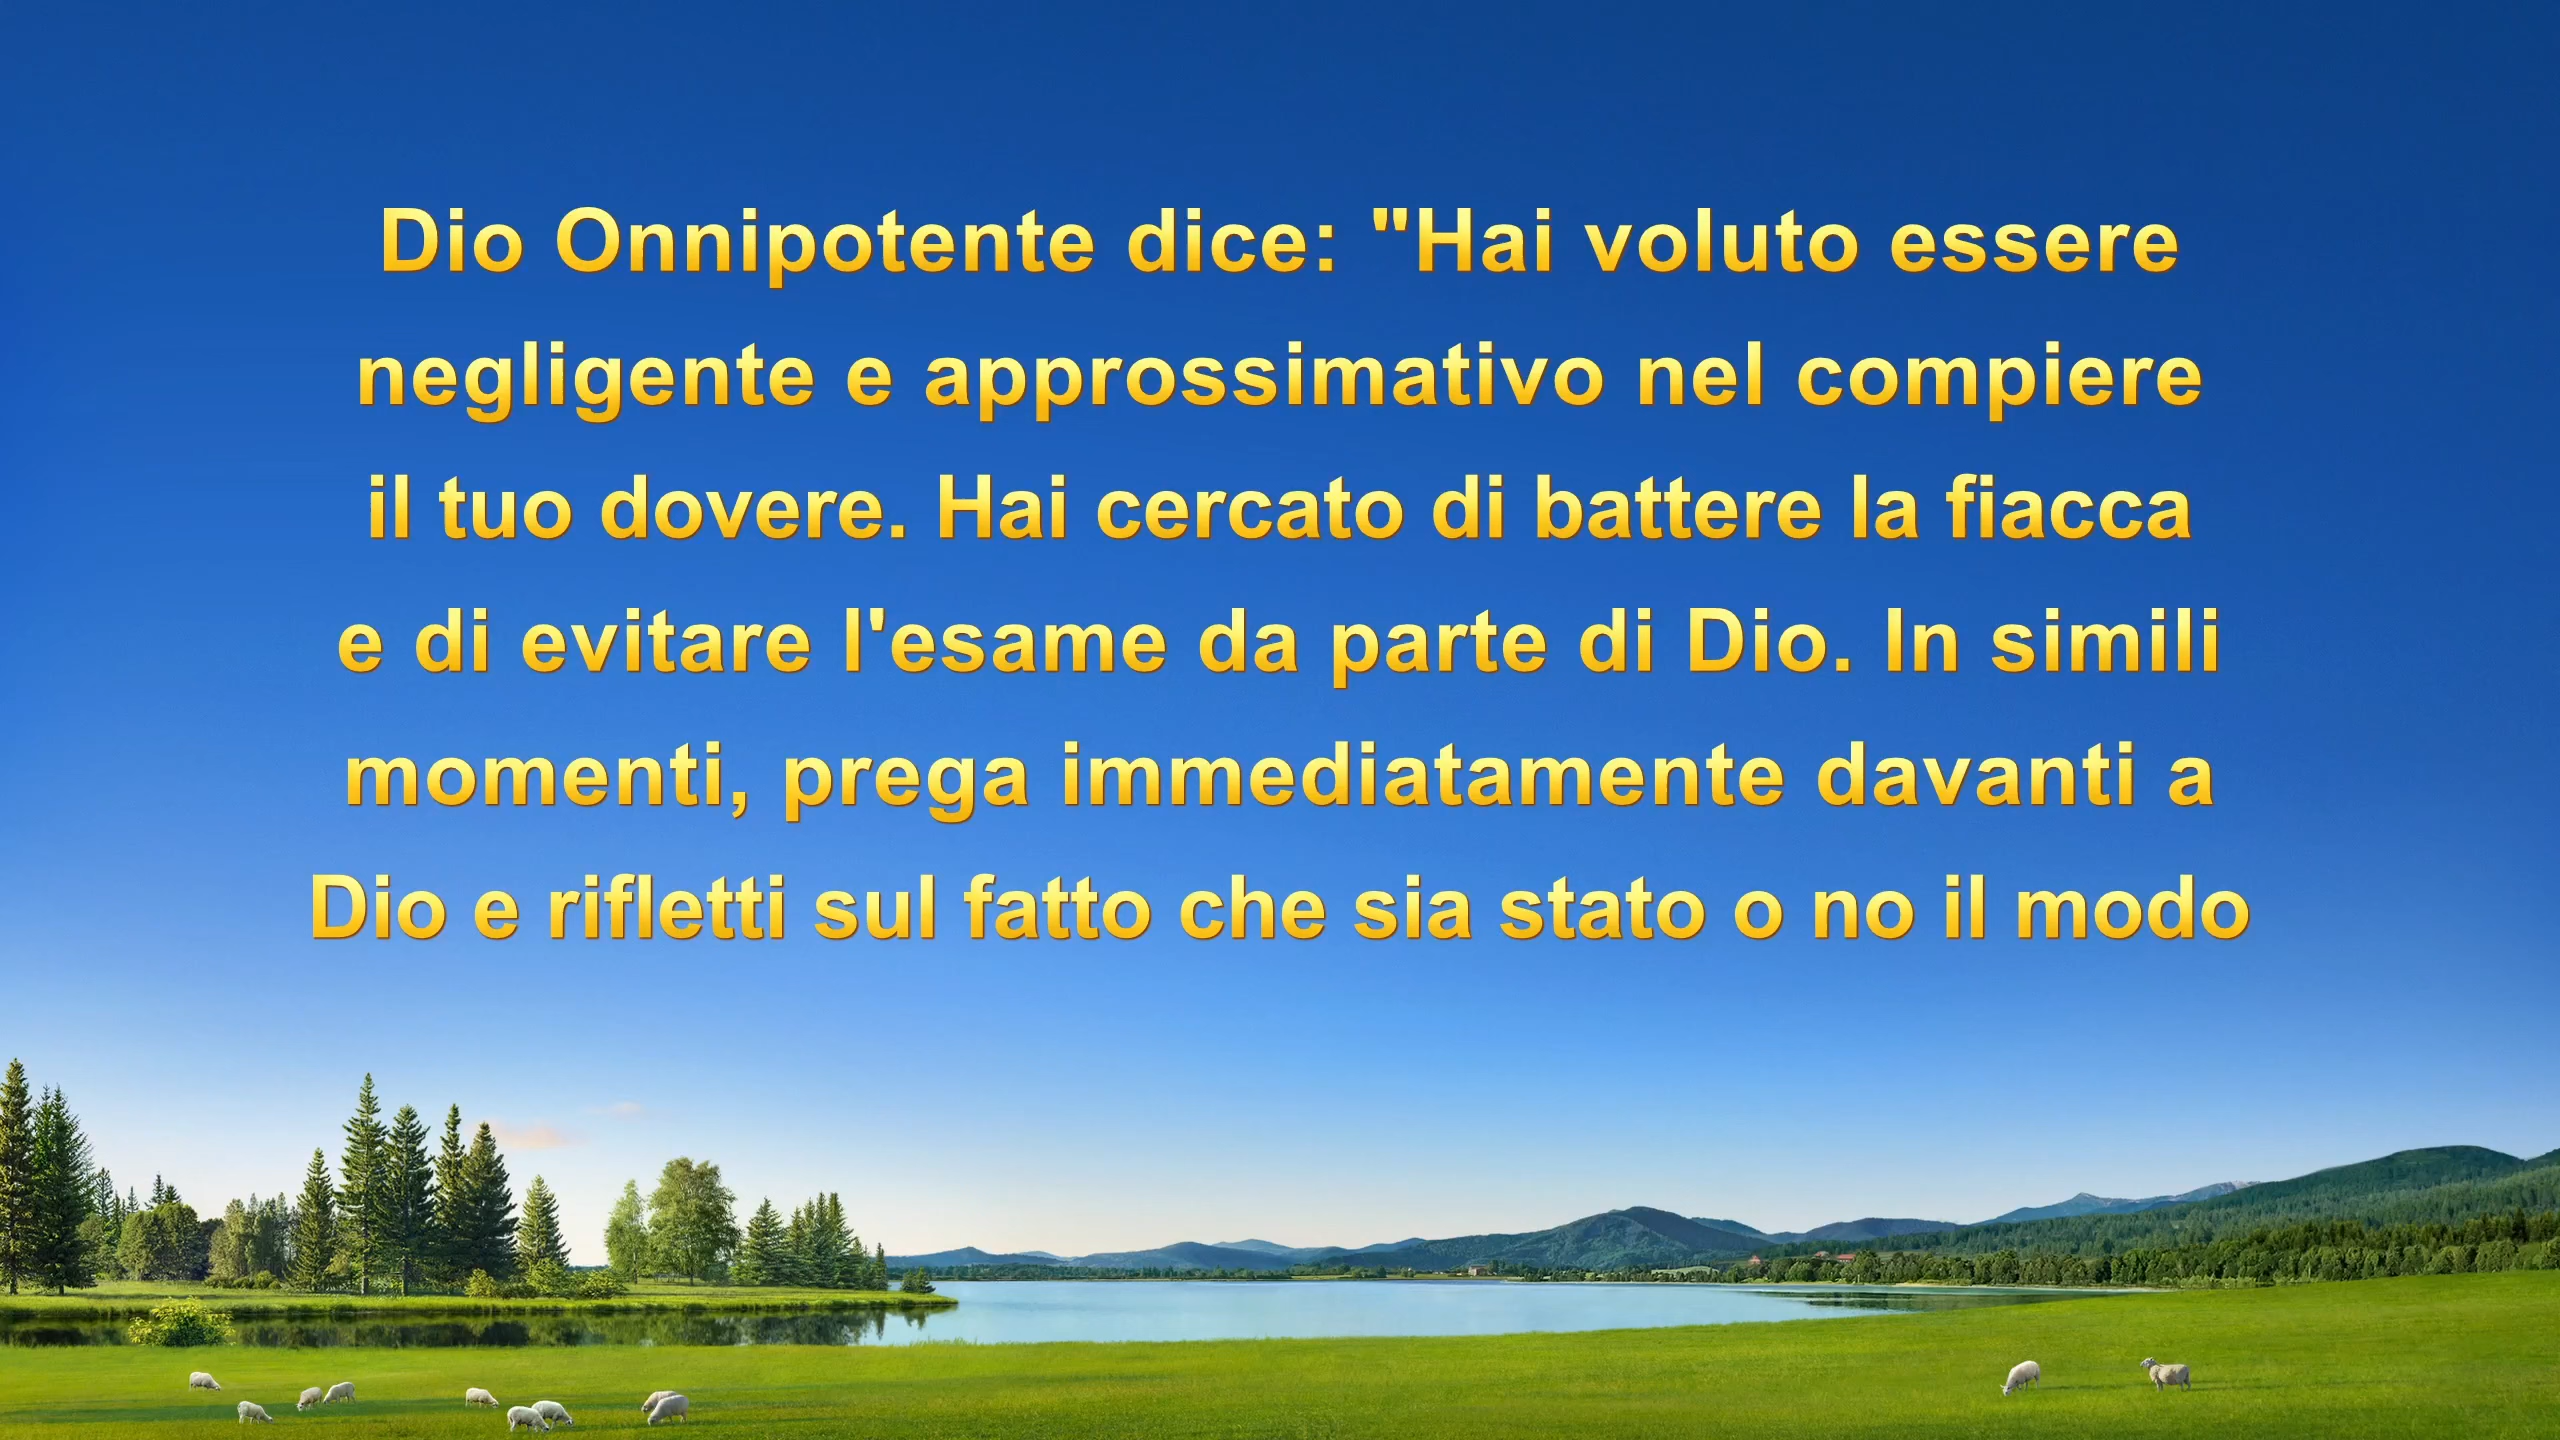 Dio Onnipotente dice: "Hai voluto essere
negligente e approssimativo nel compiere
il tuo dovere. Hai cercato di battere la fiacca
e di evitare l'esame da parte di Dio. In simili
momenti, prega immediatamente davanti a
Dio e rifletti sul fatto che sia stato o no il modo